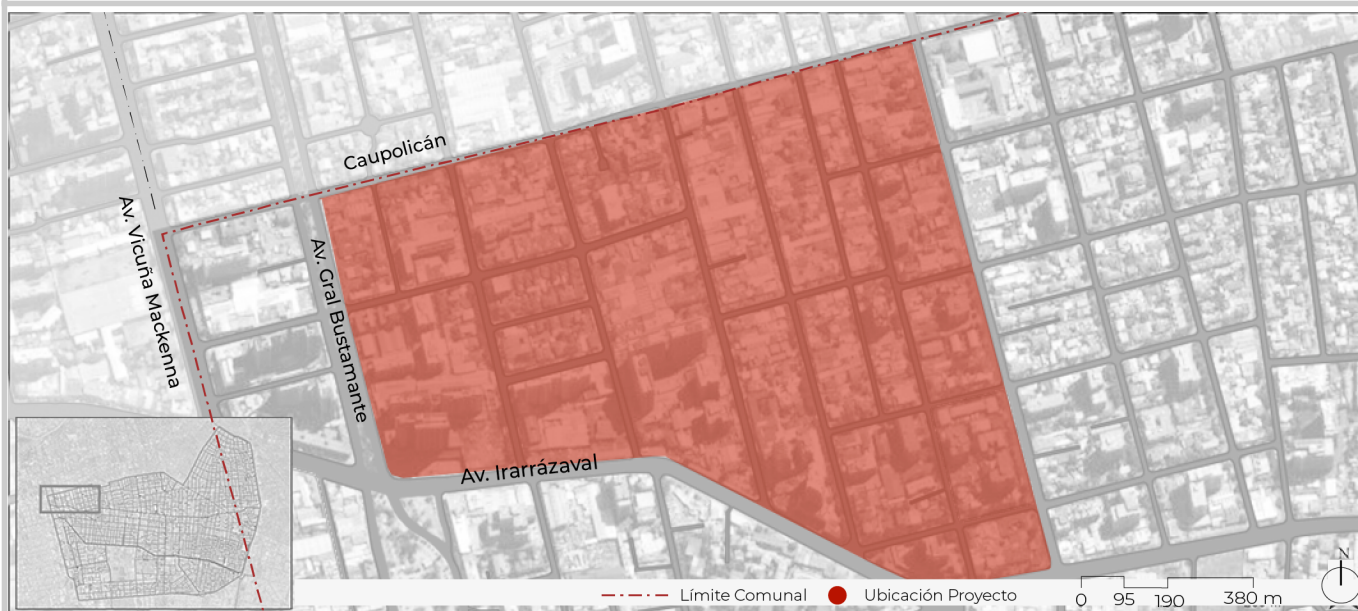 Caupolicán
Av. Vicuña Mackenna
Av. Gral Bustamante
Av. Irarrázaval
Límite Comunal
Ubicación Proyecto
0 95 190 380 m
N